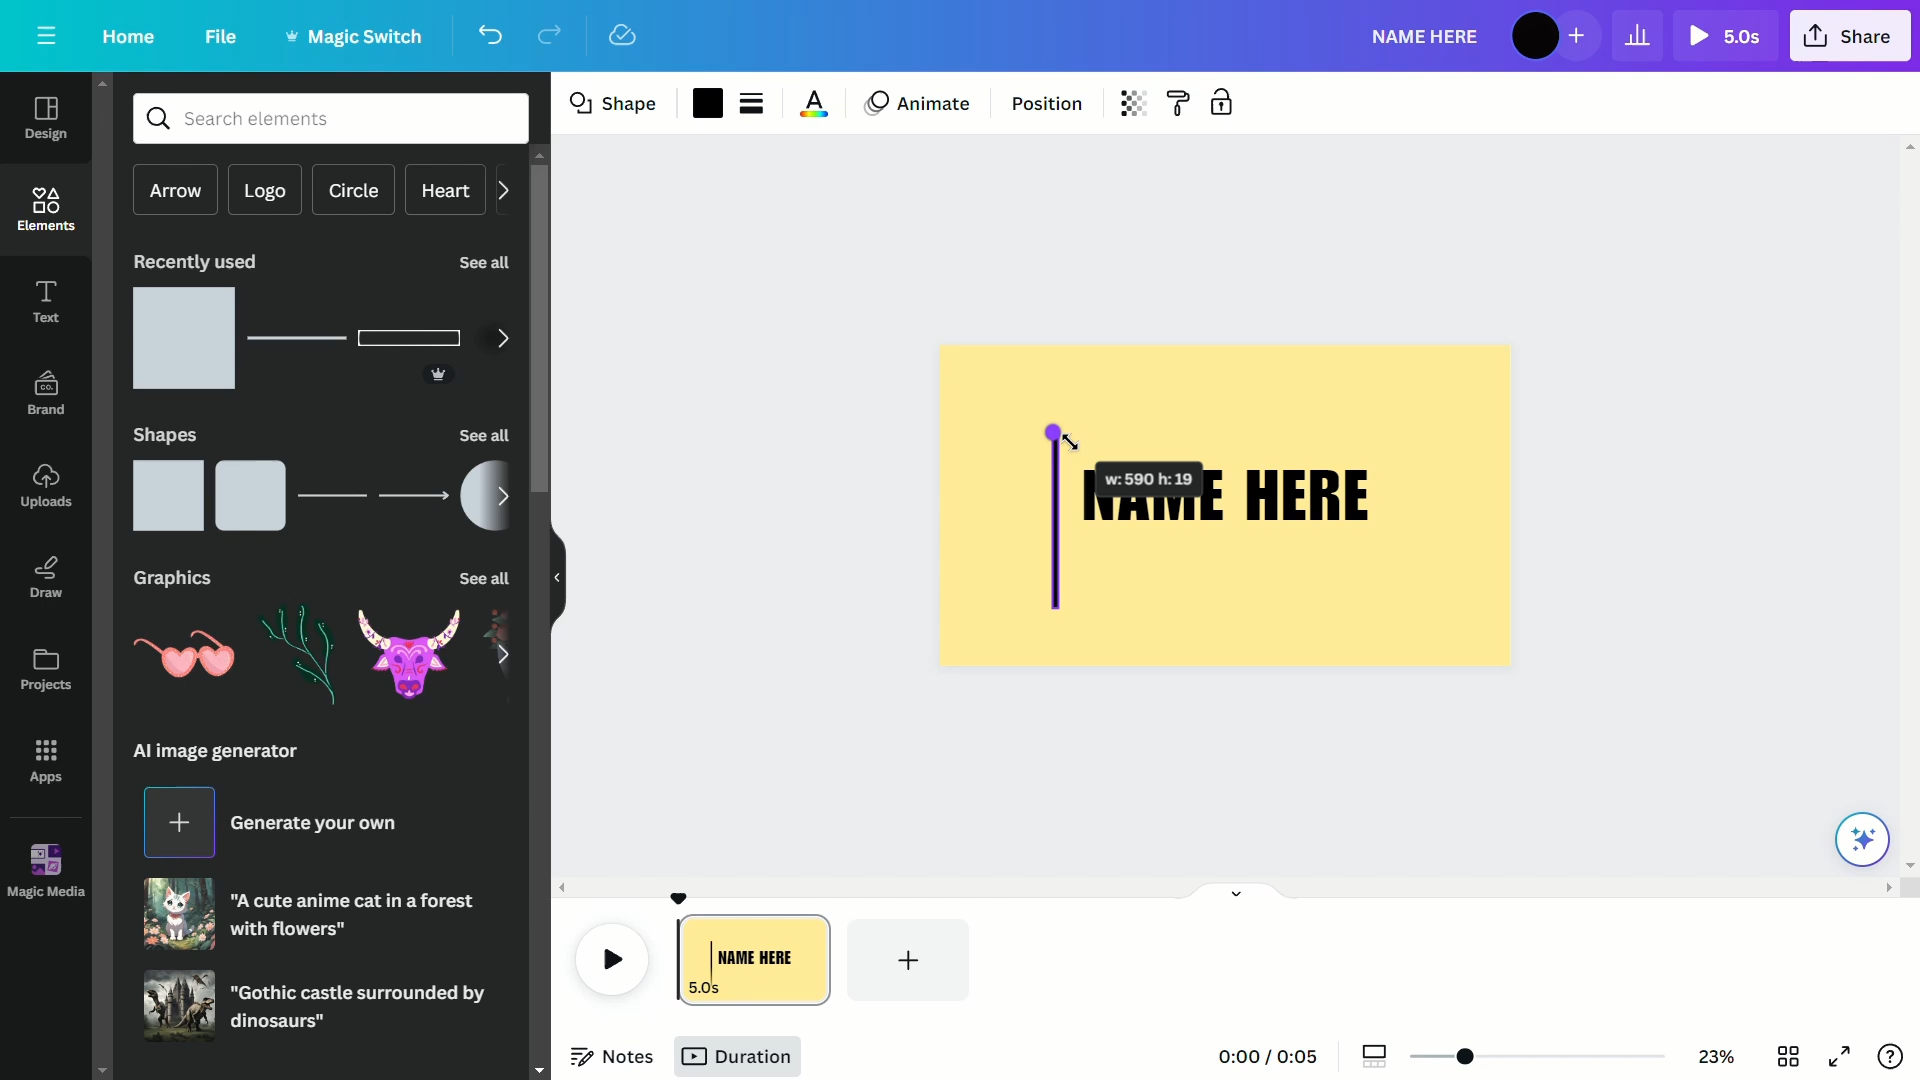 Home File Magic Switch NAME HERE 5.0s Share
Design
Elements
Text
Brand
CO.
Uploads
Draw
Projects
Apps
Magic Media
Search elements
Arrow Logo Circle Heart
Recently used See all
Shapes See all
Graphics See all
AI image generator
Generate your own
"A cute anime cat in a forest
with flowers"
"Gothic castle surrounded by
dinosaurs"
Shape Animate Position
w: 590 h: 19
NAME HERE
NAME HERE
5.0s
Notes Duration 0:00 / 0:05 23%